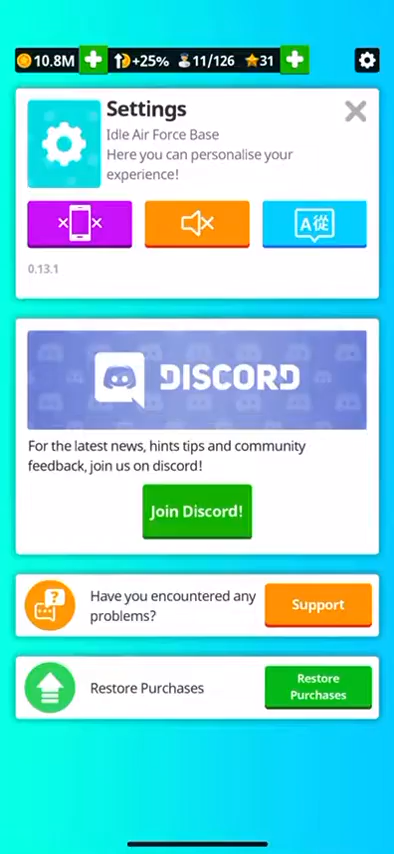 10.8M +25% 11/126 31
Settings
Idle Air Force Base
Here you can personalise your
experience!
A從
0.13.1
DISCORD
For the latest news, hints tips and community
feedback, join us on discord!
Join Discord!
Have you encountered any
problems?
Support
Restore Purchases
Restore
Purchases